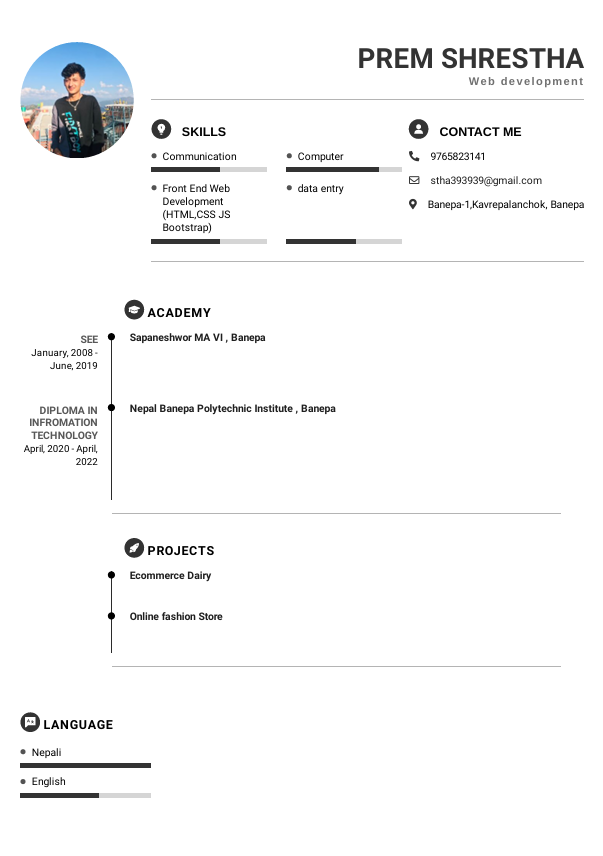 PREM SHRESTHA
Web development
SKILLS
Communication
Computer
Front End Web
Development
(HTML,CSS JS
Bootstrap)
data entry
CONTACT ME
9765823141
stha393939@gmail.com
Banepa-1,Kavrepalanchok, Banepa
ACADEMY
SEE
January, 2008 -
June, 2019
Sapaneshwor MA VI , Banepa
DIPLOMA IN
INFROMATION
TECHNOLOGY
April, 2020 - April,
2022
Nepal Banepa Polytechnic Institute , Banepa
PROJECTS
Ecommerce Dairy
Online fashion Store
LANGUAGE
Nepali
English